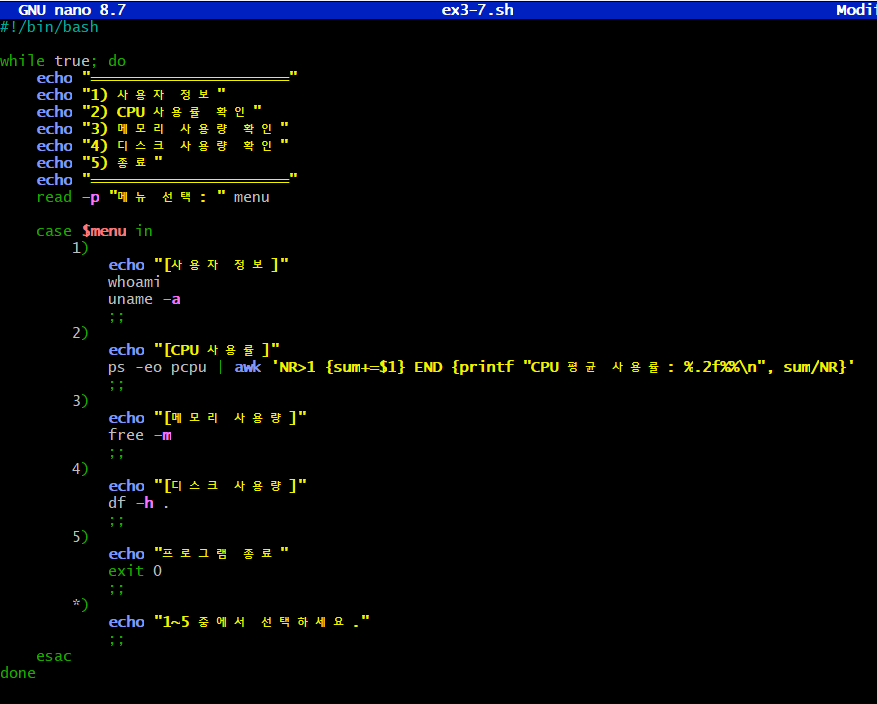 GNU nano 8.7 ex3-7.sh Modif
#!/bin/bash
while true; do
echo "======================"
echo "1) 사용자 정보"
echo "2) CPU 사용률 확인"
echo "3) 메모리 사용량 확인"
echo "4) 디스크 사용량 확인"
echo "5) 종료"
echo "======================"
read -p "메뉴 선택: " menu
case $menu in
1)
echo "[사용자 정보]"
whoami
uname -a
;;
2)
echo "[CPU 사용률]"
ps -eo pcpu | awk 'NR>1 {sum+=$1} END {printf "CPU 평균 사용률: %.2f%%\n", sum/NR}'
;;
3)
echo "[메모리 사용량]"
free -m
;;
4)
echo "[디스크 사용량]"
df -h .
;;
5)
echo "프로그램 종료"
exit 0
;;
*)
echo "1~5 중에서 선택하세요."
;;
esac
done